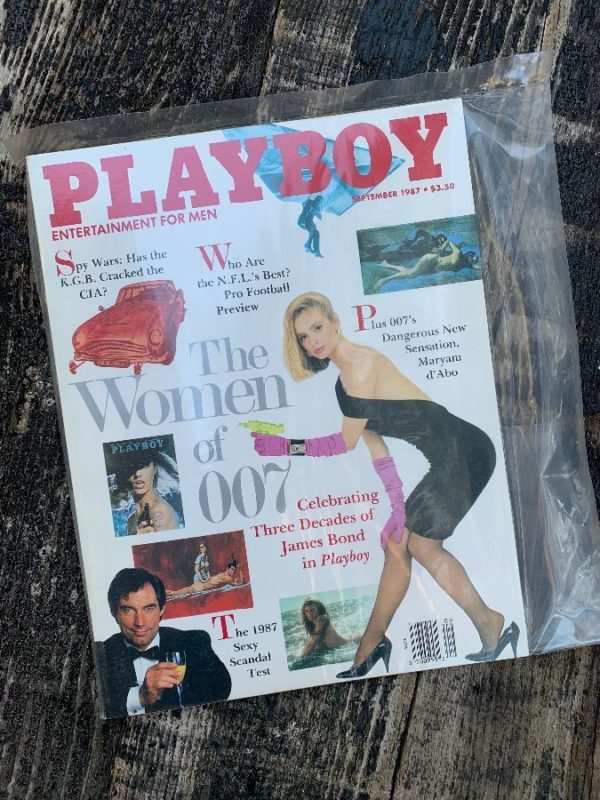 PLAYBOY
ENTERTAINMENT FOR MEN
SEPTEMBER 1987 • $3.50
Spy Wars: Has the
K.G.B. Cracked the
CIA?
Who Are
the N.F.L.'s Best?
Pro Football
Preview
Plus 007's
Dangerous New
Sensation,
Maryam
d'Abo
The
Women
of
007
PLAYBOY
Celebrating
Three Decades of
James Bond
in Playboy
The 1987
Sexy
Scandal
Test